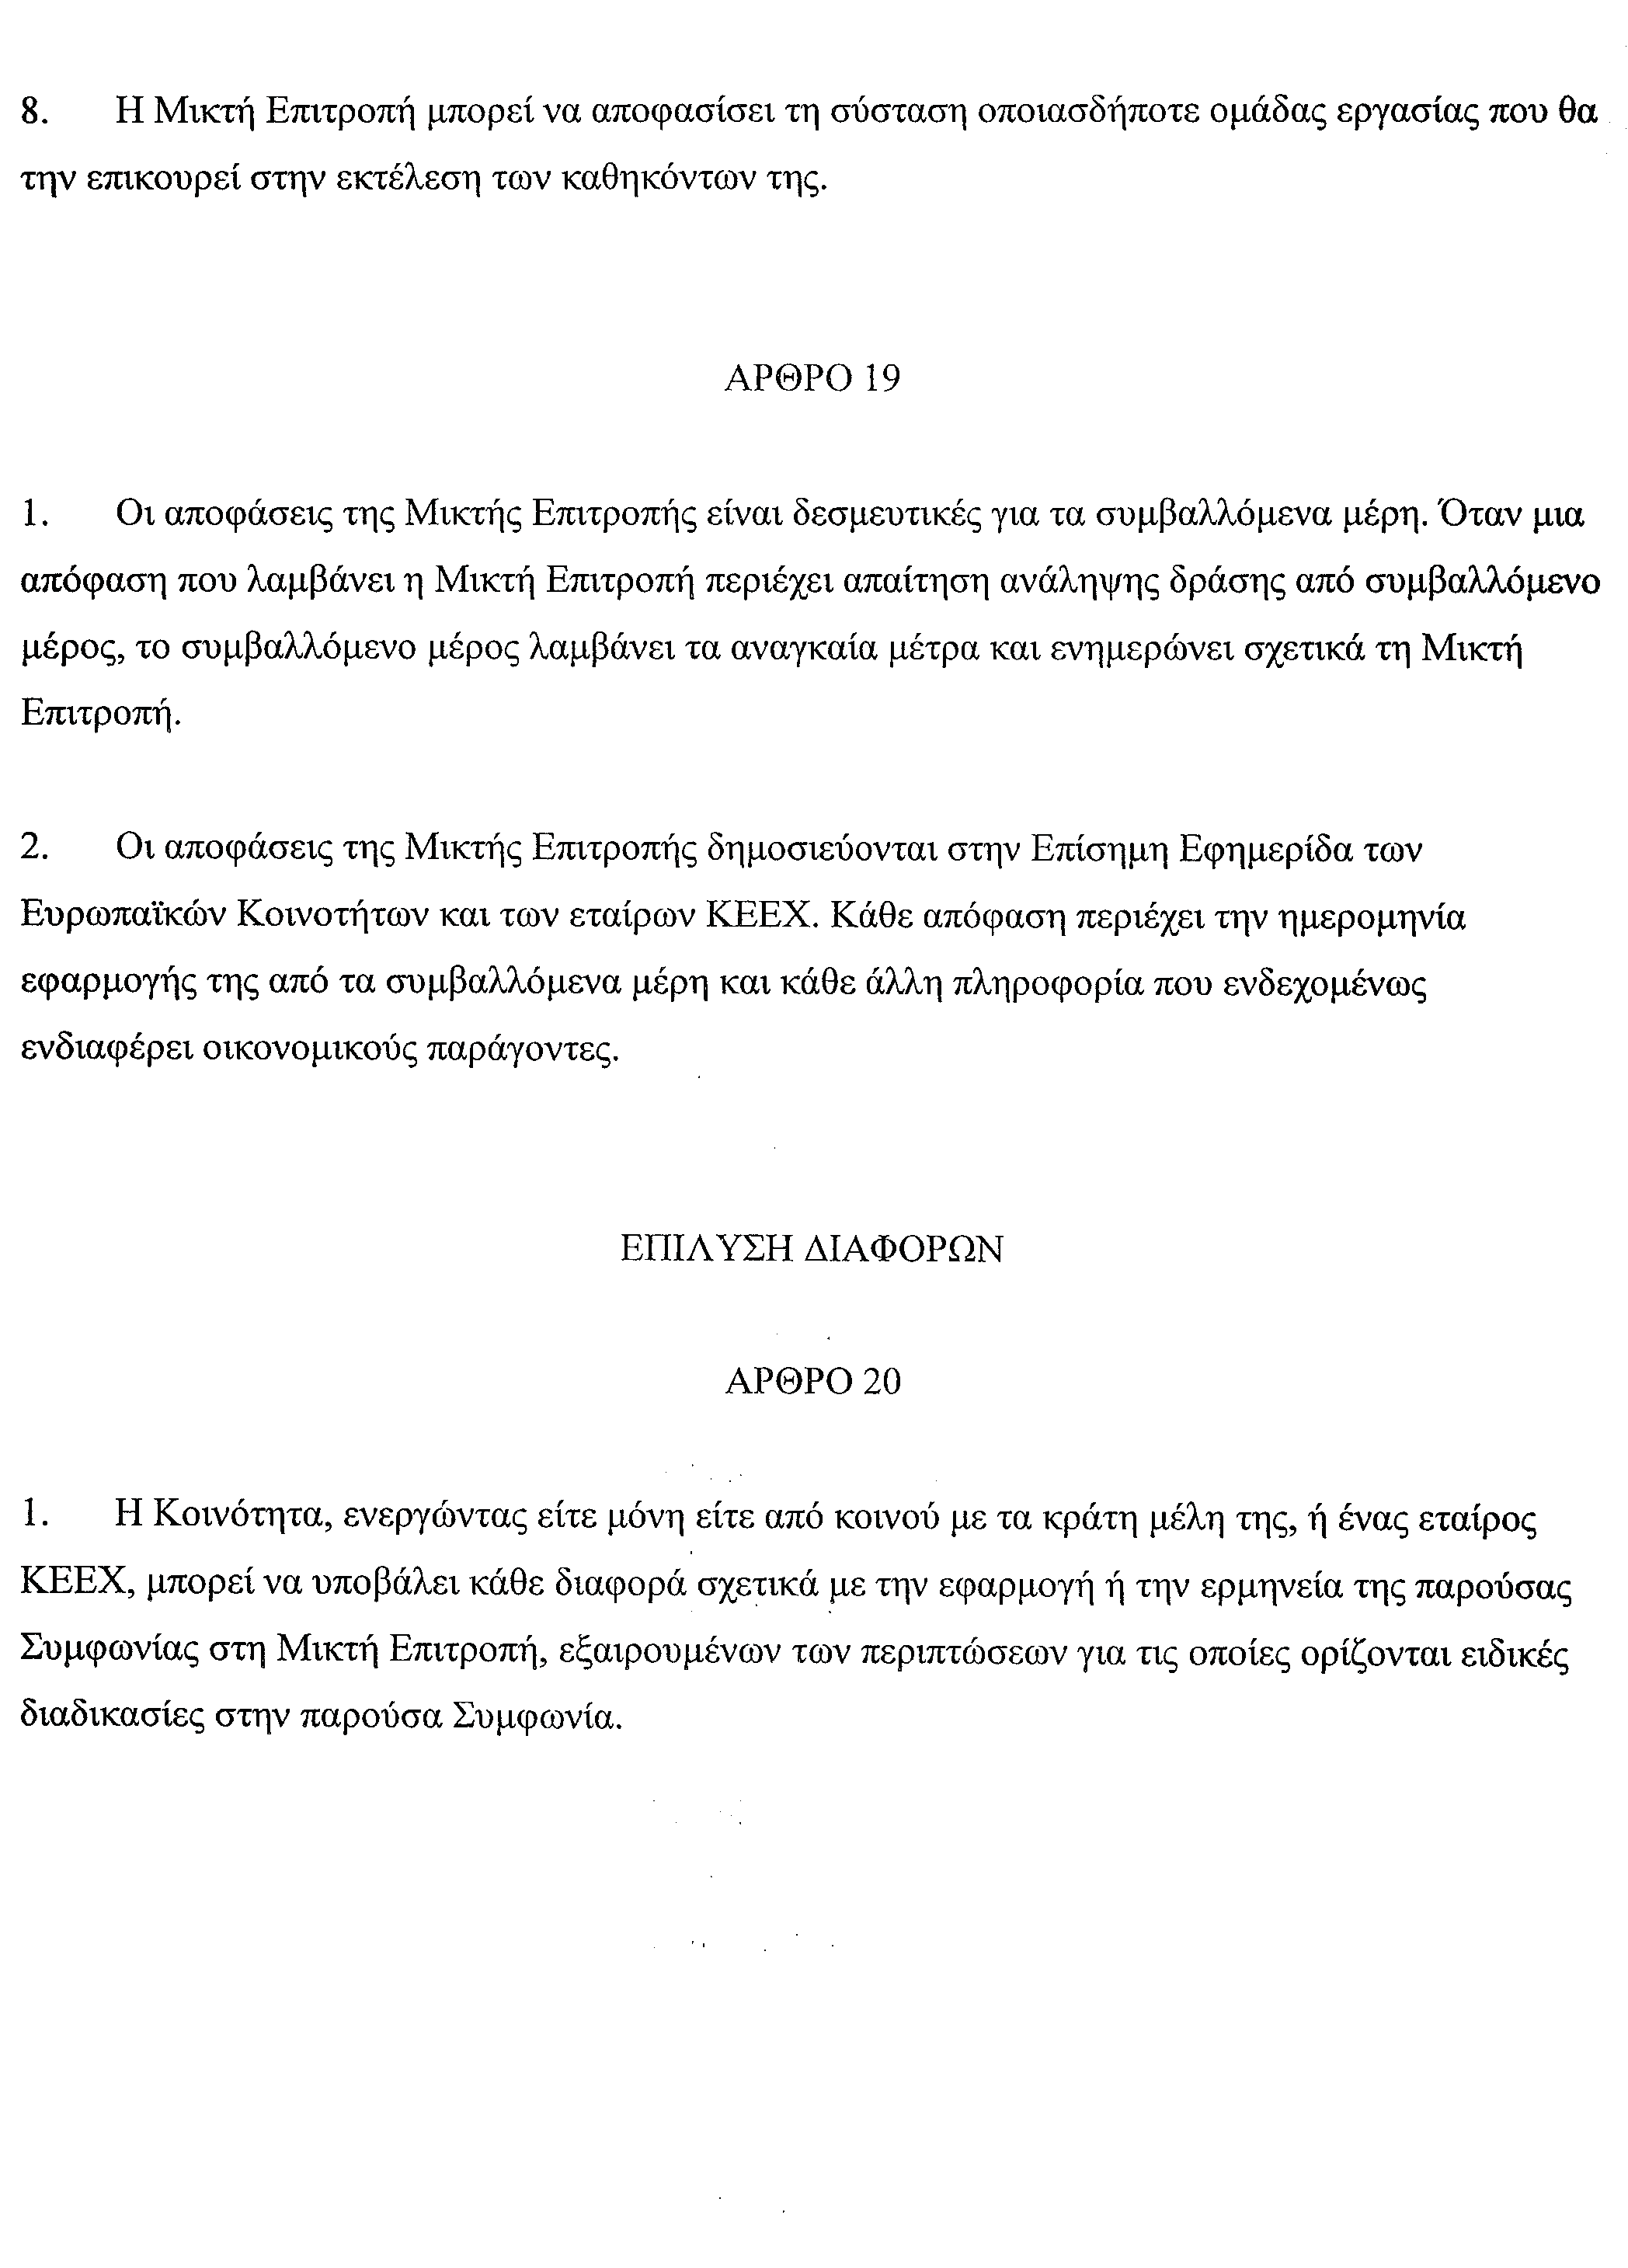 8. Η Μικτή Επιτροπή μπορεί να αποφασίσει τη σύσταση οποιασδήποτε ομάδας εργασίας που θα
την επικουρεί στην εκτέλεση των καθηκόντων της.
ΑΡΘΡΟ 19
1. Οι αποφάσεις της Μικτής Επιτροπής είναι δεσμευτικές για τα συμβαλλόμενα μέρη. Όταν μια
απόφαση που λαμβάνει η Μικτή Επιτροπή περιέχει απαίτηση ανάληψης δράσης από συμβαλλόμενο
μέρος, το συμβαλλόμενο μέρος λαμβάνει τα αναγκαία μέτρα και ενημερώνει σχετικά τη Μικτή
Επιτροπή.
2. Οι αποφάσεις της Μικτής Επιτροπής δημοσιεύονται στην Επίσημη Εφημερίδα των
Ευρωπαϊκών Κοινοτήτων και των εταίρων ΚΕΕΧ. Κάθε απόφαση περιέχει την ημερομηνία
εφαρμογής της από τα συμβαλλόμενα μέρη και κάθε άλλη πληροφορία που ενδεχομένως
ενδιαφέρει οικονομικούς παράγοντες.
ΕΠΙΛΥΣΗ ΔΙΑΦΟΡΩΝ
ΑΡΘΡΟ 20
1. Η Κοινότητα, ενεργώντας είτε μόνη είτε από κοινού με τα κράτη μέλη της, ή ένας εταίρος
ΚΕΕΧ, μπορεί να υποβάλει κάθε διαφορά σχετικά με την εφαρμογή ή την ερμηνεία της παρούσας
Συμφωνίας στη Μικτή Επιτροπή, εξαιρουμένων των περιπτώσεων για τις οποίες ορίζονται ειδικές
διαδικασίες στην παρούσα Συμφωνία.